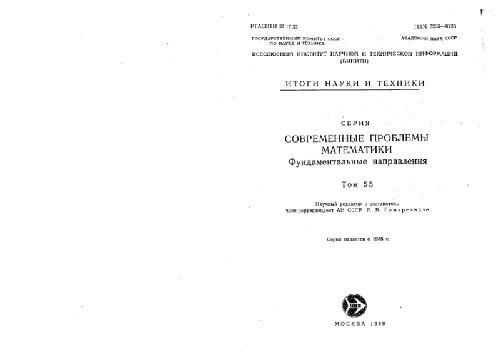 ISSN 0233—6723
ГОСУДАРСТВЕННЫЙ КОМИТЕТ СССР
ПО НАУКЕ И ТЕХНИКЕ
АКАДЕМИЯ НАУК СССР
ВСЕСОЮЗНЫЙ ИНСТИТУТ НАУЧНОЙ И ТЕХНИЧЕСКОЙ ИНФОРМАЦИИ
(ВИНИТИ)
ИТОГИ НАУКИ И ТЕХНИКИ
СЕРИЯ
СОВРЕМЕННЫЕ ПРОБЛЕМЫ
МАТЕМАТИКИ
Фундаментальные направления
Том 55
Научный редактор и составитель
член-корреспондент АН СССР Р. В. Гамкрелидзе
Серия издается с 1985 г.
МОСКВА 1989